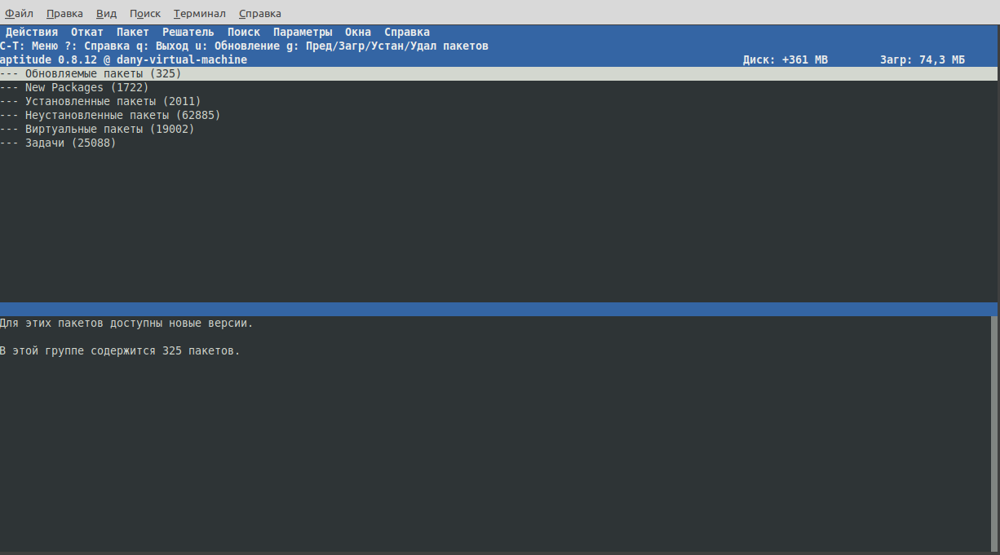 Файл Правка Вид Поиск Терминал Справка
Действия Откат Пакет Решатель Поиск Параметры Окна Справка
C-T: Меню ?: Справка q: Выход u: Обновление g: Пред/Загр/Устан/Удал пакетов
aptitude 0.8.12 @ dany-virtual-machine Диск: +361 MB Загр: 74,3 МБ
--- Обновляемые пакеты (325)
--- New Packages (1722)
--- Установленные пакеты (2011)
--- Неустановленные пакеты (62885)
--- Виртуальные пакеты (19002)
--- Задачи (25088)
Для этих пакетов доступны новые версии.
В этой группе содержится 325 пакетов.